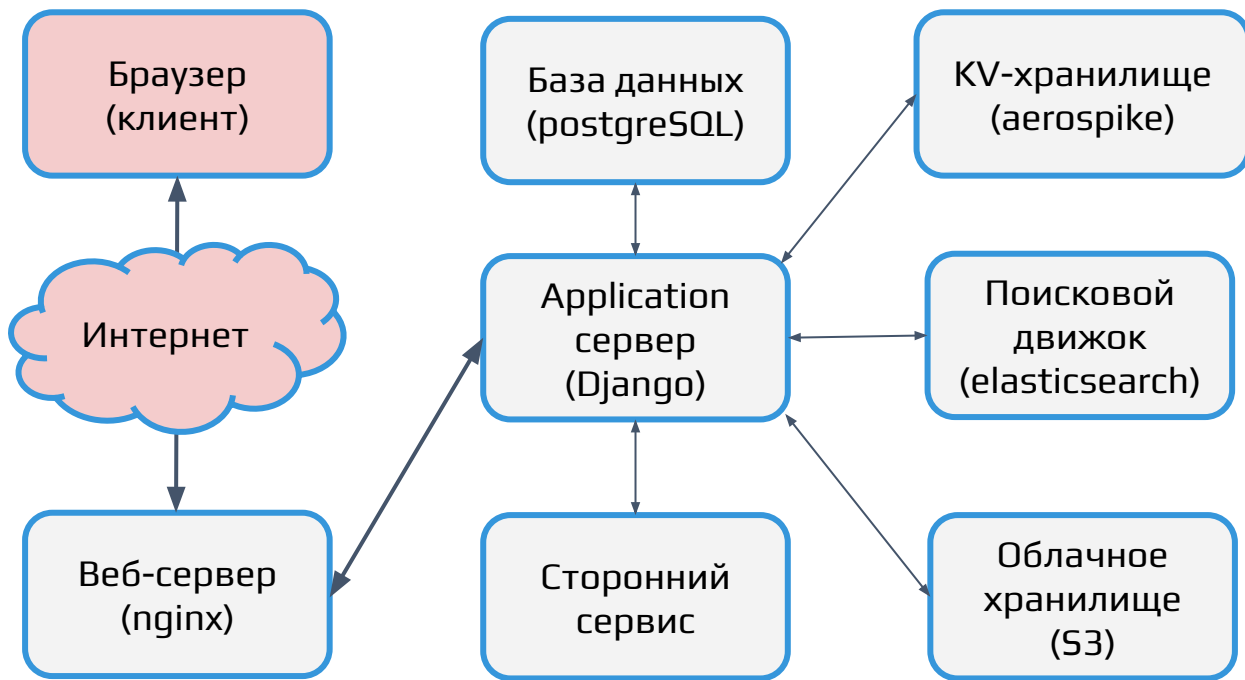 Браузер
(клиент)
База данных
(postgreSQL)
KV-хранилище
(aerospike)
Интернет
Application
сервер
(Django)
Поисковой
движок
(elasticsearch)
Веб-сервер
(nginx)
Сторонний
сервис
Облачное
хранилище
(S3)